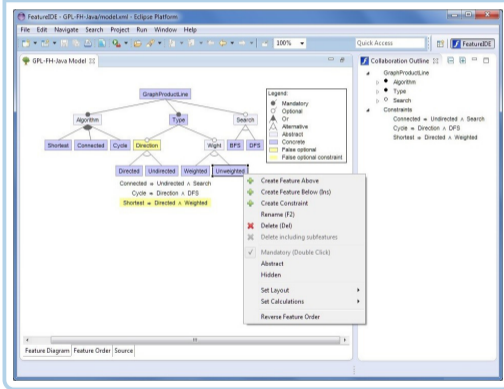 FeatureIDE - GPL-FH-Java/model.xml - Eclipse Platform
File Edit Navigate Search Project Run Window Help
100%
Quick Access
FeatureIDE
GPL-FH-Java Model
Collaboration Outline
GraphProductLine
Algorithm
Type
Search
Constraints
Connected ⇒ Undirected ∧ Search
Cycle ⇒ Direction ∧ DFS
Shortest ⇒ Directed ∧ Weighted
GraphProductLine
Algorithm Type Search
Shortest Connected Cycle Direction Wight BFS DFS
Directed Undirected Weighted Unweighted
Legend:
Mandatory
Optional
Or
Alternative
Abstract
Concrete
False optional
False optional constraint
Connected ⇒ Undirected ∧ Search
Cycle ⇒ Direction ∧ DFS
Shortest ⇒ Directed ∧ Weighted
Create Feature Above
Create Feature Below (Ins)
Create Constraint
Rename (F2)
Delete (Del)
Delete including subfeatures
Mandatory (Double Click)
Abstract
Hidden
Set Layout
Set Calculations
Reverse Feature Order
Feature Diagram Feature Order Source